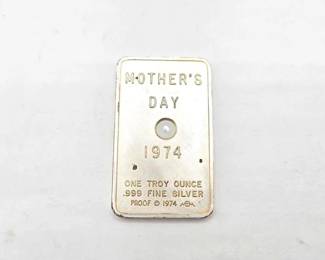 MOTHER'S
DAY
1974
ONE TROY OUNCE
.999 FINE SILVER
PROOF © 1974